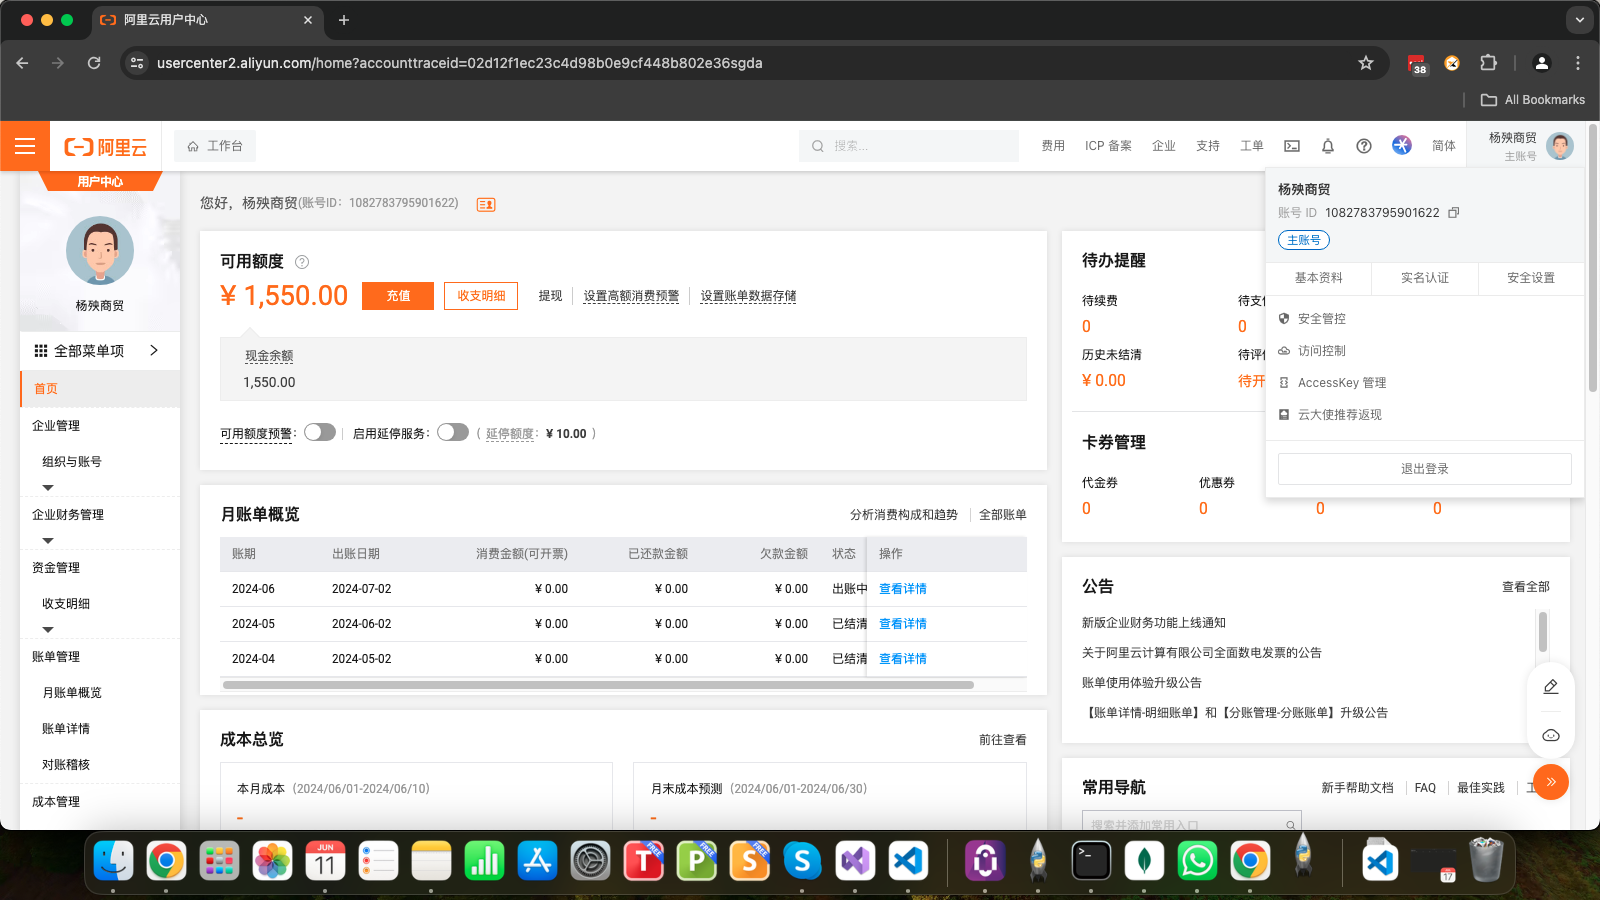 阿里云用户中心
usercenter2.aliyun.com/home?accounttraceid=02d12f1ec23c4d98b0e9cf448b802e36sgda
38
All Bookmarks
阿里云
工作台
搜索...
费用
ICP 备案
企业
支持
工单
简体
杨殃商贸
主账号
用户中心
杨殃商贸
全部菜单项
首页
企业管理
组织与账号
企业财务管理
资金管理
收支明细
账单管理
月账单概览
账单详情
对账稽核
成本管理
您好，杨殃商贸(账号ID：1082783795901622)
可用额度
¥ 1,550.00
充值
收支明细
提现
设置高额消费预警
设置账单数据存储
现金余额
1,550.00
可用额度预警：
启用延停服务：
( 延停额度： ¥ 10.00 )
月账单概览
分析消费构成和趋势
全部账单
账期 出账日期 消费金额(可开票) 已还款金额 欠款金额 状态 操作
2024-06 2024-07-02 ¥ 0.00 ¥ 0.00 ¥ 0.00 出账中 查看详情
2024-05 2024-06-02 ¥ 0.00 ¥ 0.00 ¥ 0.00 已结清 查看详情
2024-04 2024-05-02 ¥ 0.00 ¥ 0.00 ¥ 0.00 已结清 查看详情
成本总览
前往查看
本月成本 (2024/06/01-2024/06/10)
-
月末成本预测 (2024/06/01-2024/06/30)
-
待办提醒
待续费
0
待支
0
历史未结清
¥ 0.00
待评
待开
卡券管理
代金券
0
优惠券
0
0
0
杨殃商贸
账号 ID 1082783795901622
主账号
基本资料
实名认证
安全设置
安全管控
访问控制
AccessKey 管理
云大使推荐返现
退出登录
公告
查看全部
新版企业财务功能上线通知
关于阿里云计算有限公司全面数电发票的公告
账单使用体验升级公告
【账单详情-明细账单】和【分账管理-分账账单】升级公告
常用导航
新手帮助文档
FAQ
最佳实践
工
搜索并添加常用入口
JUN
11
T
FREE
P
FREE
S
FREE
S
17